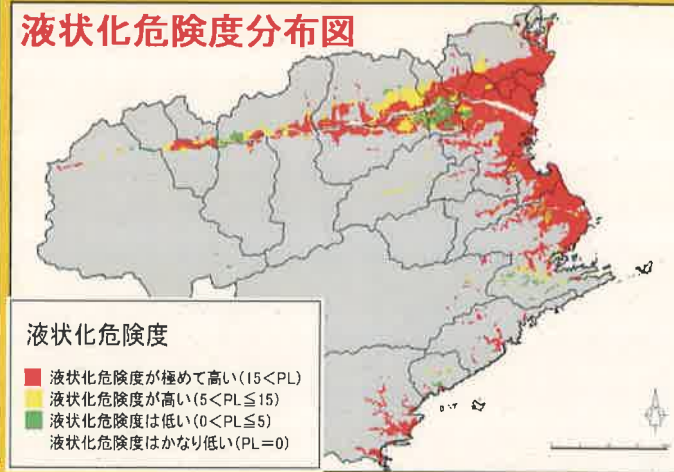 液状化危険度分布図
液状化危険度
液状化危険度が極めて高い(15<PL)
液状化危険度が高い(5<PL≦15)
液状化危険度は低い(0<PL≦5)
液状化危険度はかなり低い(PL=0)